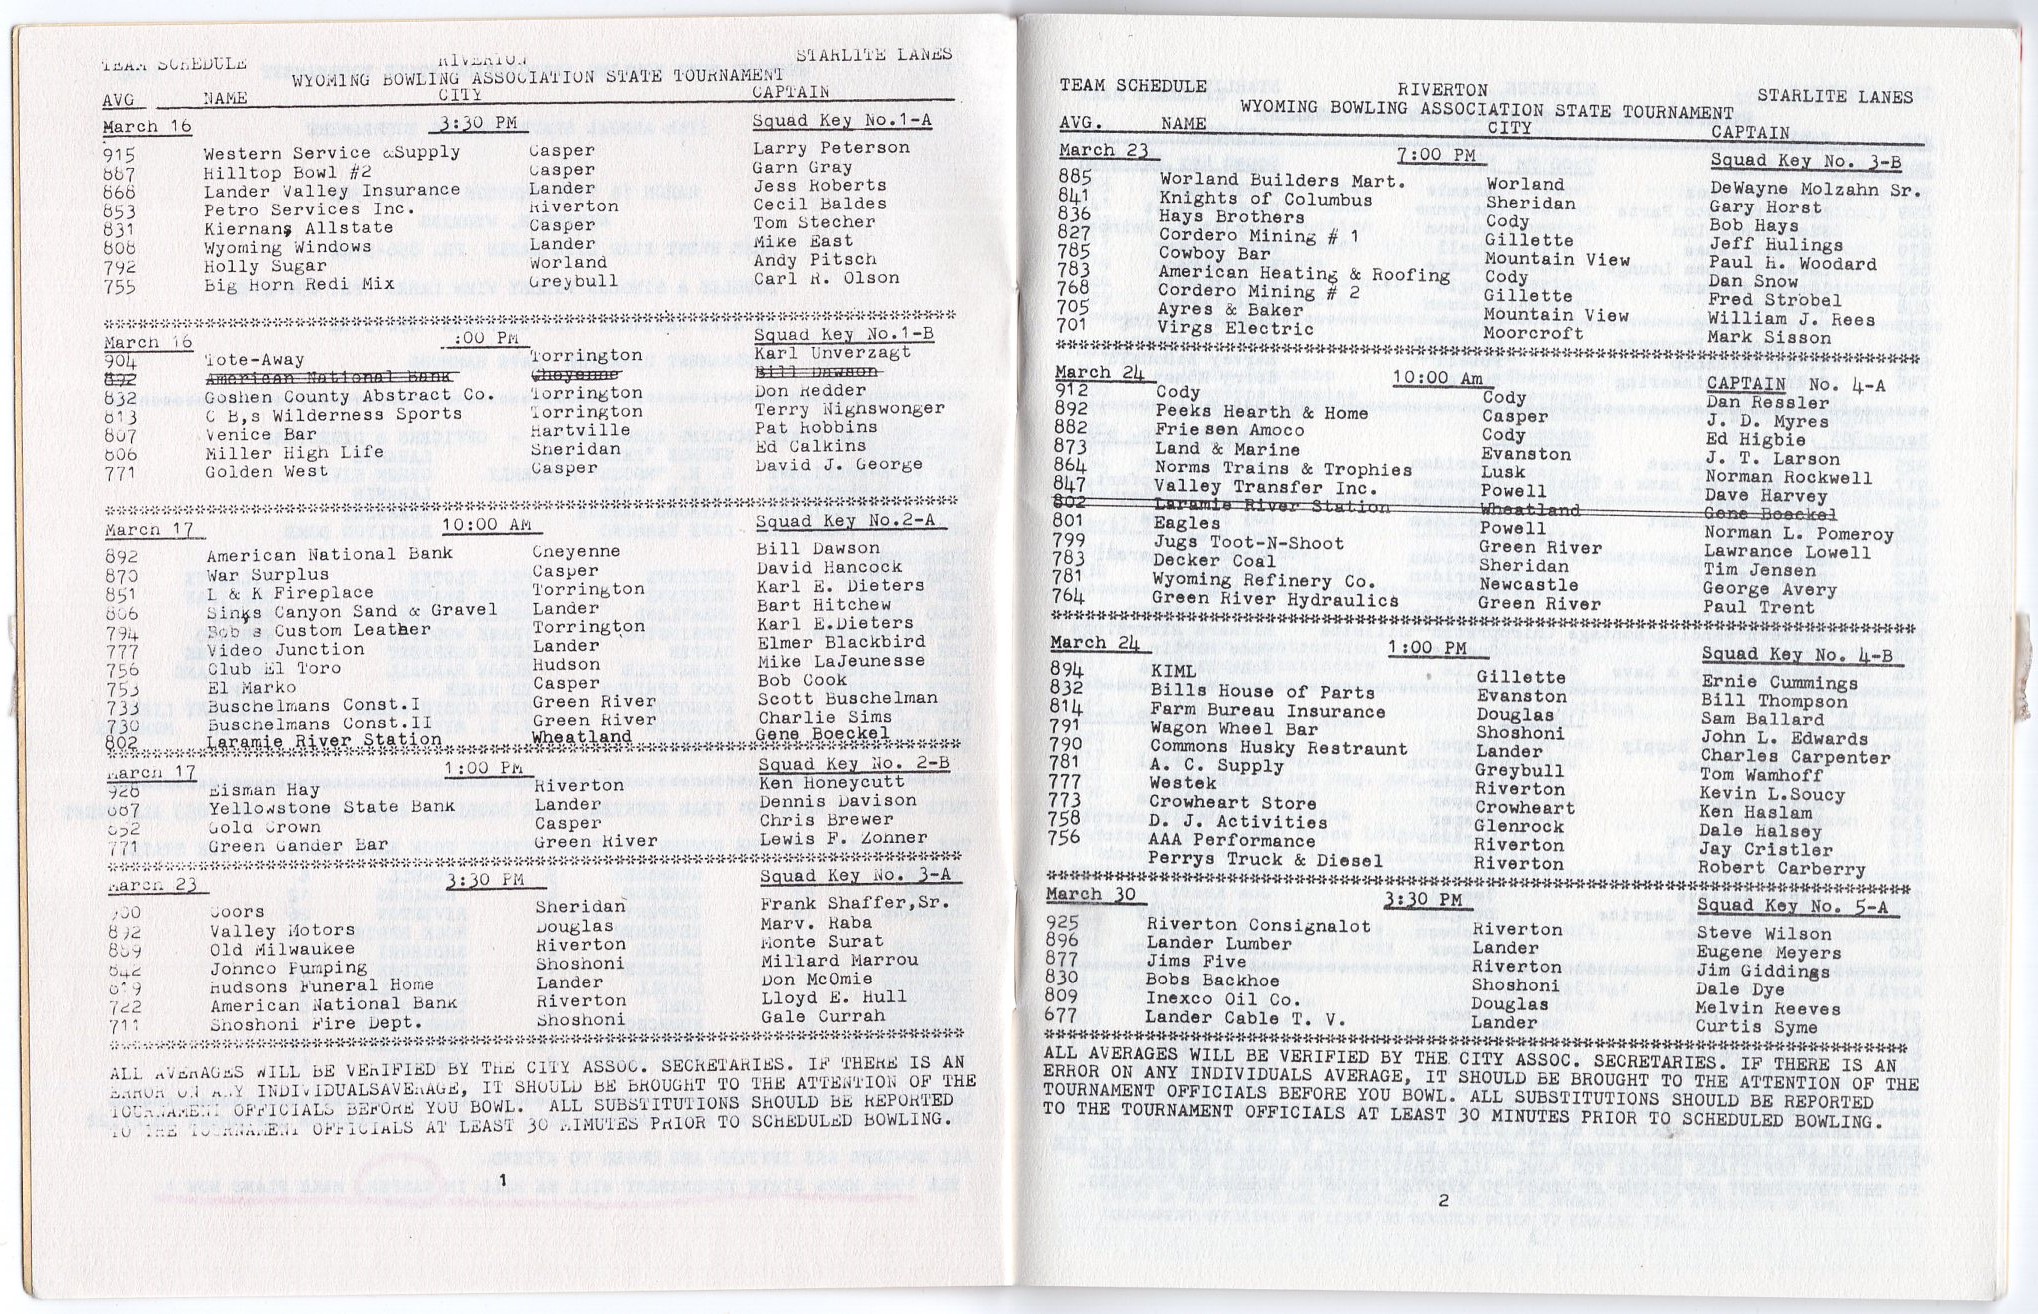 TEAM SCHEDULE RIVERTON STARLITE LANES
WYOMING BOWLING ASSOCIATION STATE TOURNAMENT
AVG NAME CITY CAPTAIN
March 16 3:30 PM Squad Key No.1-A
915 Western Service &Supply Casper Larry Peterson
887 Hilltop Bowl #2 Casper Garn Gray
868 Lander Valley Insurance Lander Jess Roberts
853 Petro Services Inc. Riverton Cecil Baldes
831 Kiernans Allstate Casper Tom Stecher
808 Wyoming Windows Lander Mike East
792 Holly Sugar Worland Andy Pitsch
755 Big Horn Redi Mix Greybull Carl R. Olson
March 16 :00 PM Squad Key No.1-B
904 Tote-Away Torrington Karl Unverzagt
892 American National Bank Cheyenne Bill Dawson
832 Goshen County Abstract Co. Torrington Don Kedder
813 C B,s Wilderness Sports Torrington Terry Nighswonger
807 Venice Bar Hartville Pat Robbins
806 Miller High Life Sheridan Ed Calkins
771 Golden West Casper David J. George
March 17 10:00 AM Squad Key No.2-A
892 American National Bank Cheyenne Bill Dawson
870 War Surplus Casper David Hancock
851 L & K Fireplace Torrington Karl E. Dieters
806 Sinks Canyon Sand & Gravel Lander Bart Hitchew
794 Bob s Custom Leather Torrington Karl E.Dieters
777 Video Junction Lander Elmer Blackbird
756 Club El Toro Hudson Mike LaJeunesse
753 El Marko Casper Bob Cook
733 Buschelmans Const.I Green River Scott Buschelman
730 Buschelmans Const.II Green River Charlie Sims
802 Laramie River Station Wheatland Gene Boeckel
March 17 1:00 PM Squad Key No. 2-B
928 Eisman Hay Riverton Ken Honeycutt
867 Yellowstone State Bank Lander Dennis Davison
852 Gold Crown Casper Chris Brewer
771 Green Gander Bar Green River Lewis F. Zohner
March 23 3:30 PM Squad Key No. 3-A
900 Coors Sheridan Frank Shaffer,Sr.
892 Valley Motors Douglas Marv. Raba
889 Old Milwaukee Riverton Monte Surat
842 Johnco Pumping Shoshoni Millard Marrou
819 Hudsons Funeral Home Lander Don McOmie
722 American National Bank Riverton Lloyd E. Hull
711 Shoshoni Fire Dept. Shoshoni Gale Currah
ALL AVERAGES WILL BE VERIFIED BY THE CITY ASSOC. SECRETARIES. IF THERE IS AN
ERROR ON ANY INDIVIDUALSAVERAGE, IT SHOULD BE BROUGHT TO THE ATTENTION OF THE
TOURNAMENT OFFICIALS BEFORE YOU BOWL. ALL SUBSTITUTIONS SHOULD BE REPORTED
TO THE TOURNAMENT OFFICIALS AT LEAST 30 MIMUTES PRIOR TO SCHEDULED BOWLING.
1
TEAM SCHEDULE RIVERTON STARLITE LANES
WYOMING BOWLING ASSOCIATION STATE TOURNAMENT
AVG. NAME CITY CAPTAIN
March 23 7:00 PM Squad Key No. 3-B
885 Worland Builders Mart. Worland DeWayne Molzahn Sr.
841 Knights of Columbus Sheridan Gary Horst
836 Hays Brothers Cody Bob Hays
827 Cordero Mining # 1 Gillette Jeff Hulings
785 Cowboy Bar Mountain View Paul H. Woodard
783 American Heating & Roofing Cody Dan Snow
768 Cordero Mining # 2 Gillette Fred Strobel
705 Ayres & Baker Mountain View William J. Rees
701 Virgs Electric Moorcroft Mark Sisson
March 24 10:00 Am CAPTAIN No. 4-A
912 Cody Cody Dan Ressler
892 Peeks Hearth & Home Casper J. D. Myres
882 Friesen Amoco Cody Ed Higbie
873 Land & Marine Evanston J. T. Larson
864 Norms Trains & Trophies Lusk Norman Rockwell
847 Valley Transfer Inc. Powell Dave Harvey
802 Laramie River Station Wheatland Gene Boeckel
801 Eagles Powell Norman L. Pomeroy
799 Jugs Toot-N-Shoot Green River Lawrance Lowell
783 Decker Coal Sheridan Tim Jensen
781 Wyoming Refinery Co. Newcastle George Avery
764 Green River Hydraulics Green River Paul Trent
March 24 1:00 PM Squad Key No. 4-B
894 KIML Gillette Ernie Cummings
832 Bills House of Parts Evanston Bill Thompson
814 Farm Bureau Insurance Douglas Sam Ballard
791 Wagon Wheel Bar Shoshoni John L. Edwards
790 Commons Husky Restraunt Lander Charles Carpenter
781 A. C. Supply Greybull Tom Wamhoff
777 Westek Riverton Kevin L.Soucy
773 Crowheart Store Crowheart Ken Haslam
758 D. J. Activities Glenrock Dale Halsey
756 AAA Performance Riverton Jay Cristler
Perrys Truck & Diesel Riverton Robert Carberry
March 30 3:30 PM Squad Key No. 5-A
925 Riverton Consignalot Riverton Steve Wilson
896 Lander Lumber Lander Eugene Meyers
877 Jims Five Riverton Jim Giddings
830 Bobs Backhoe Shoshoni Dale Dye
809 Inexco Oil Co. Douglas Melvin Reeves
677 Lander Cable T. V. Lander Curtis Syme
ALL AVERAGES WILL BE VERIFIED BY THE CITY ASSOC. SECRETARIES. IF THERE IS AN
ERROR ON ANY INDIVIDUALS AVERAGE, IT SHOULD BE BROUGHT TO THE ATTENTION OF THE
TOURNAMENT OFFICIALS BEFORE YOU BOWL. ALL SUBSTITUTIONS SHOULD BE REPORTED
TO THE TOURNAMENT OFFICIALS AT LEAST 30 MINUTES PRIOR TO SCHEDULED BOWLING.
2